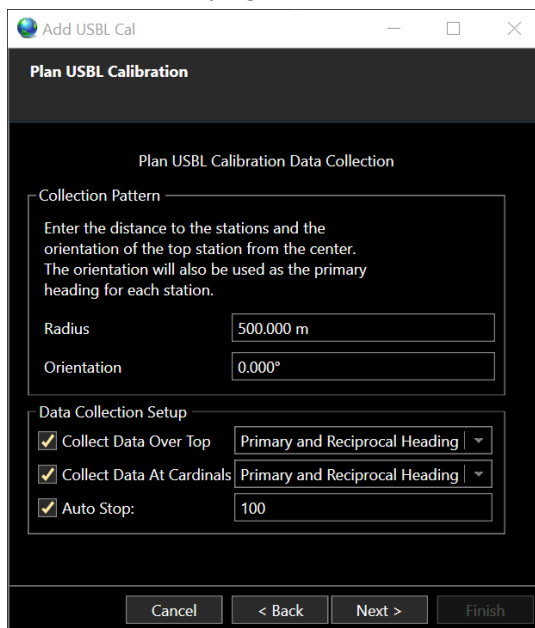 Add USBL Cal
Plan USBL Calibration
Plan USBL Calibration Data Collection
Collection Pattern
Enter the distance to the stations and the
orientation of the top station from the center.
The orientation will also be used as the primary
heading for each station.
Radius 500.000 m
Orientation 0.000°
Data Collection Setup
Collect Data Over Top Primary and Reciprocal Heading
Collect Data At Cardinals Primary and Reciprocal Heading
Auto Stop: 100
Cancel < Back Next > Finish